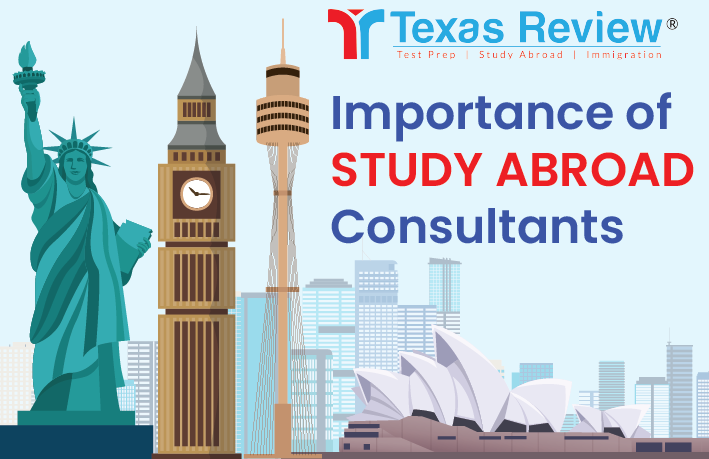 Texas Review®
Test Prep | Study Abroad | Immigration
Importance of
STUDY ABROAD
Consultants